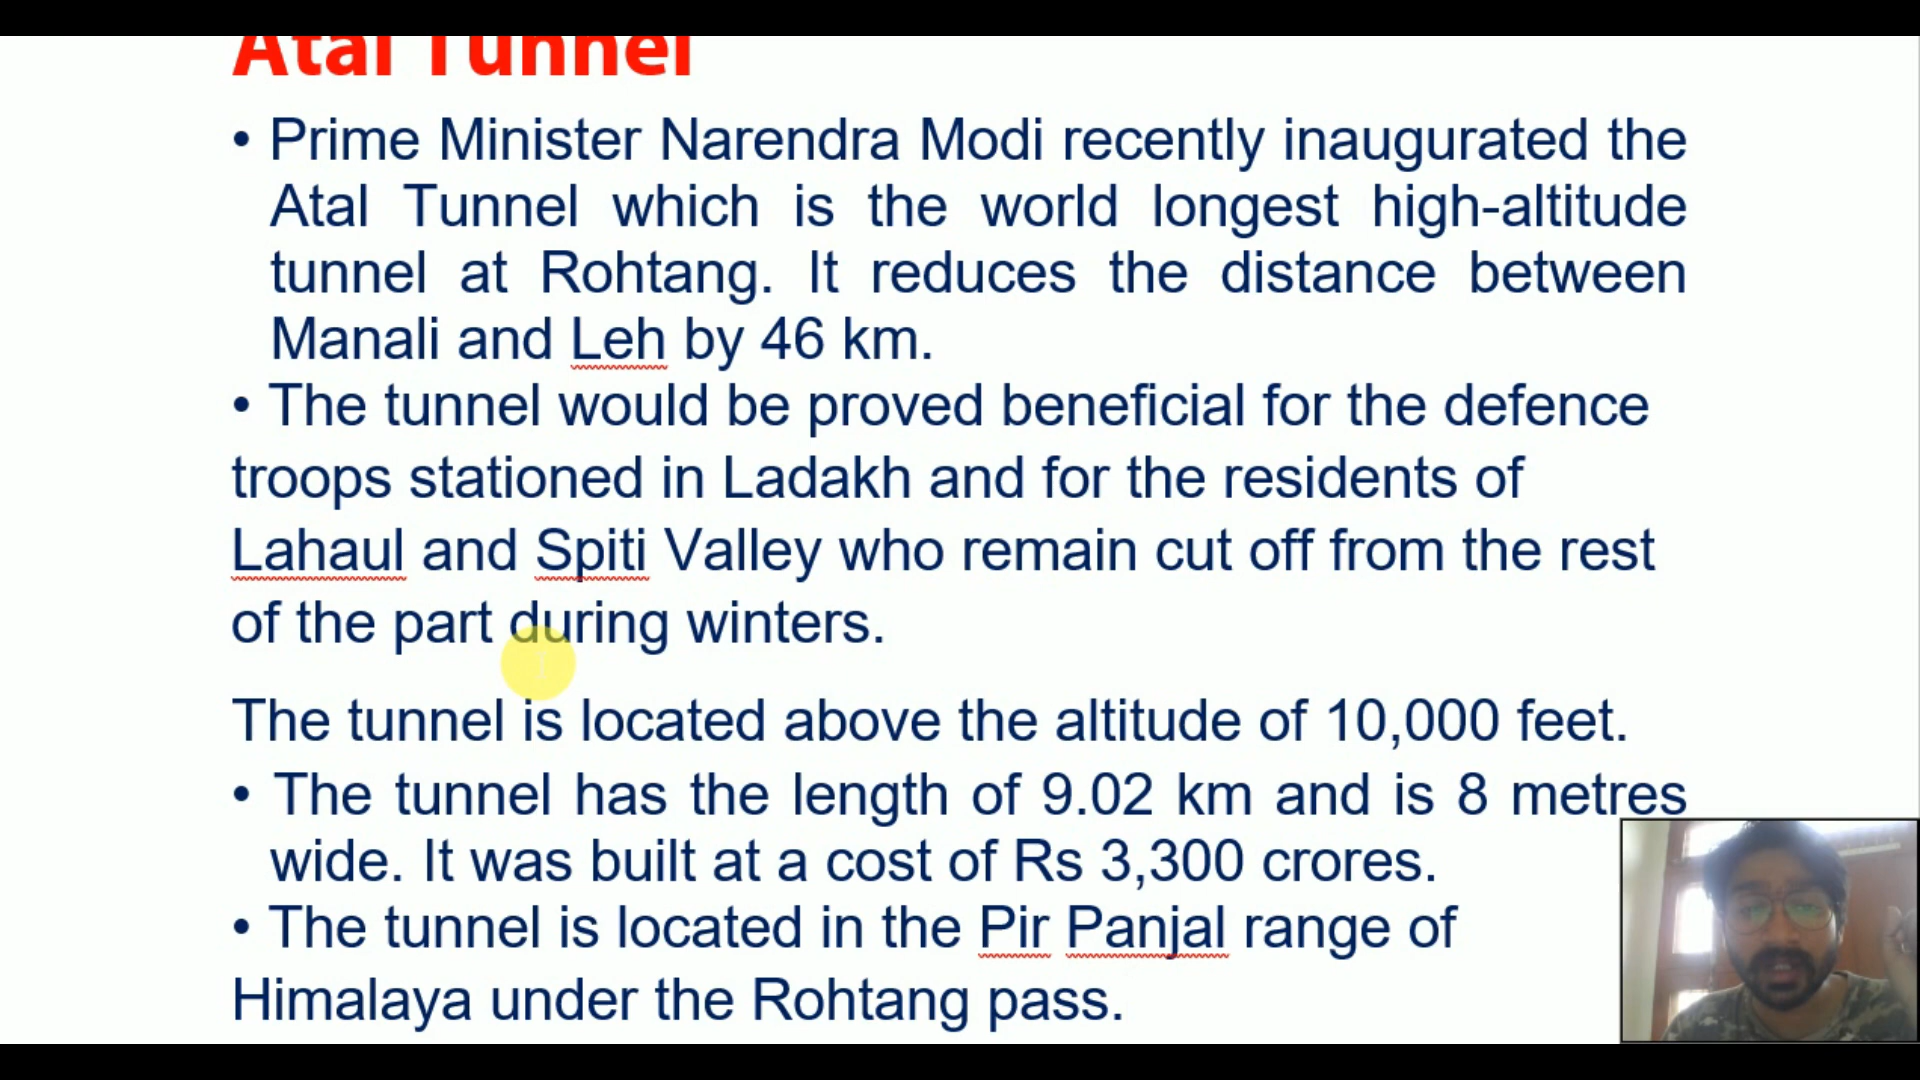 Atal Tunnel
• Prime Minister Narendra Modi recently inaugurated the
Atal Tunnel which is the world longest high-altitude
tunnel at Rohtang. It reduces the distance between
Manali and Leh by 46 km.
• The tunnel would be proved beneficial for the defence
troops stationed in Ladakh and for the residents of
Lahaul and Spiti Valley who remain cut off from the rest
of the part during winters.
The tunnel is located above the altitude of 10,000 feet.
• The tunnel has the length of 9.02 km and is 8 metres
wide. It was built at a cost of Rs 3,300 crores.
• The tunnel is located in the Pir Panjal range of
Himalaya under the Rohtang pass.